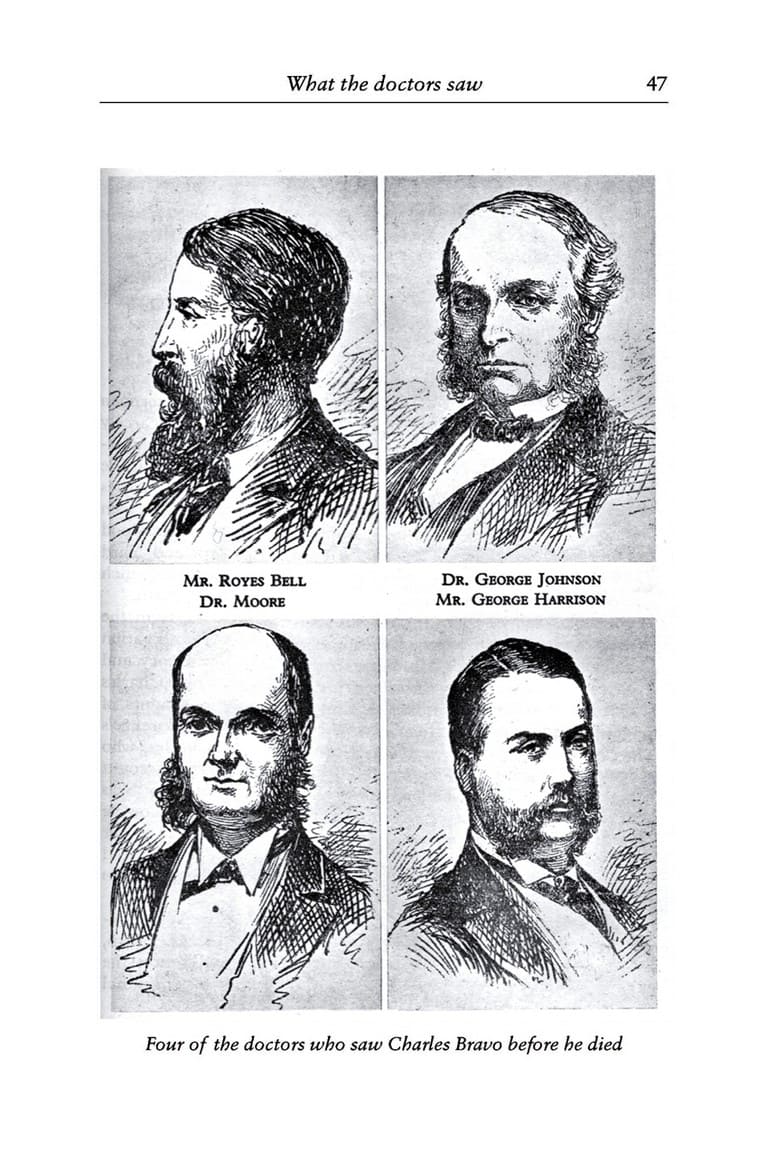 What the doctors saw 47
Mr. Royes Bell
Dr. Moore
Dr. George Johnson
Mr. George Harrison
Four of the doctors who saw Charles Bravo before he died